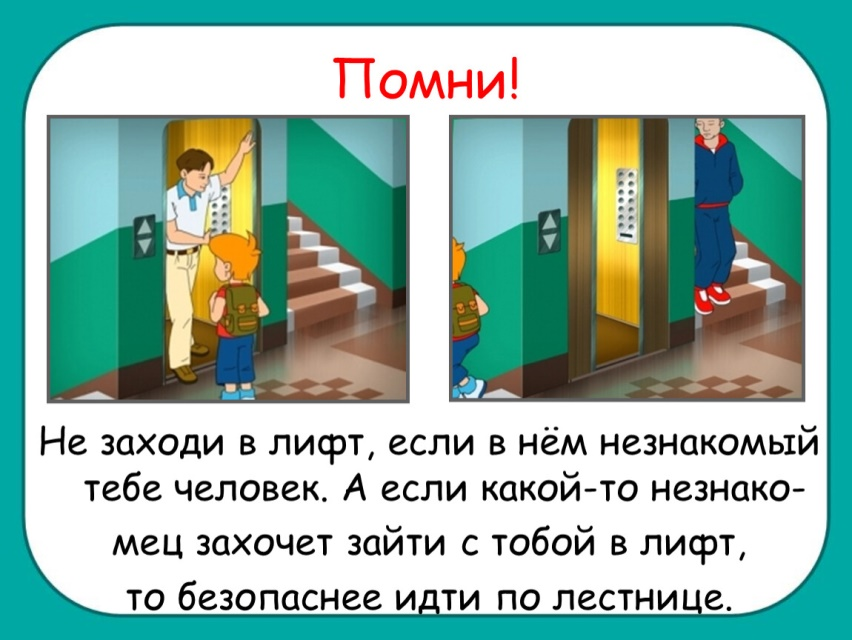 Помни!
Не заходи в лифт, если в нём незнакомый
тебе человек. А если какой-то незнако-
мец захочет зайти с тобой в лифт,
то безопаснее идти по лестнице.